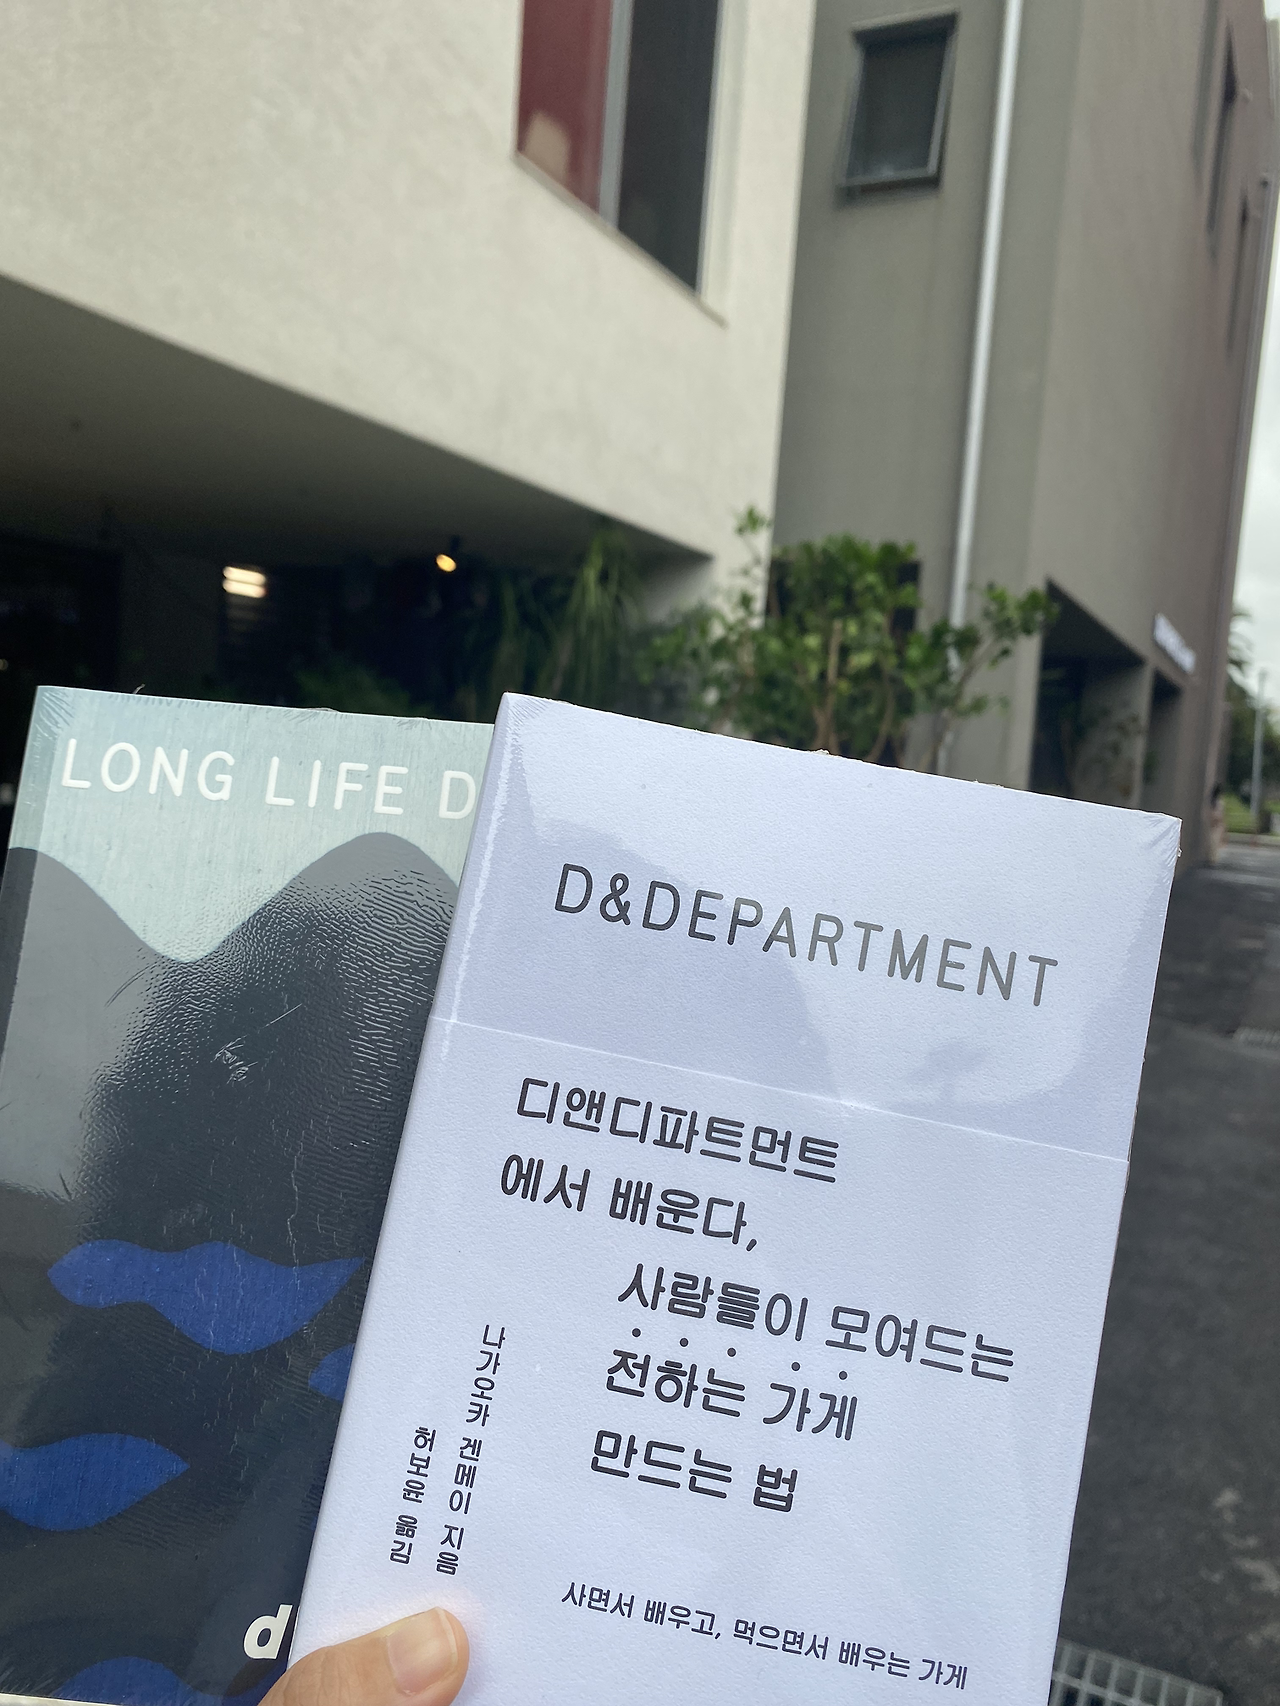 LONG LIFE D
d
D&DEPARTMENT
디앤디파트먼트
에서 배운다,
사람들이 모여드는
전하는 가게
만드는 법
나가오카 겐메이 지음
허보윤 옮김
사면서 배우고, 먹으면서 배우는 가게